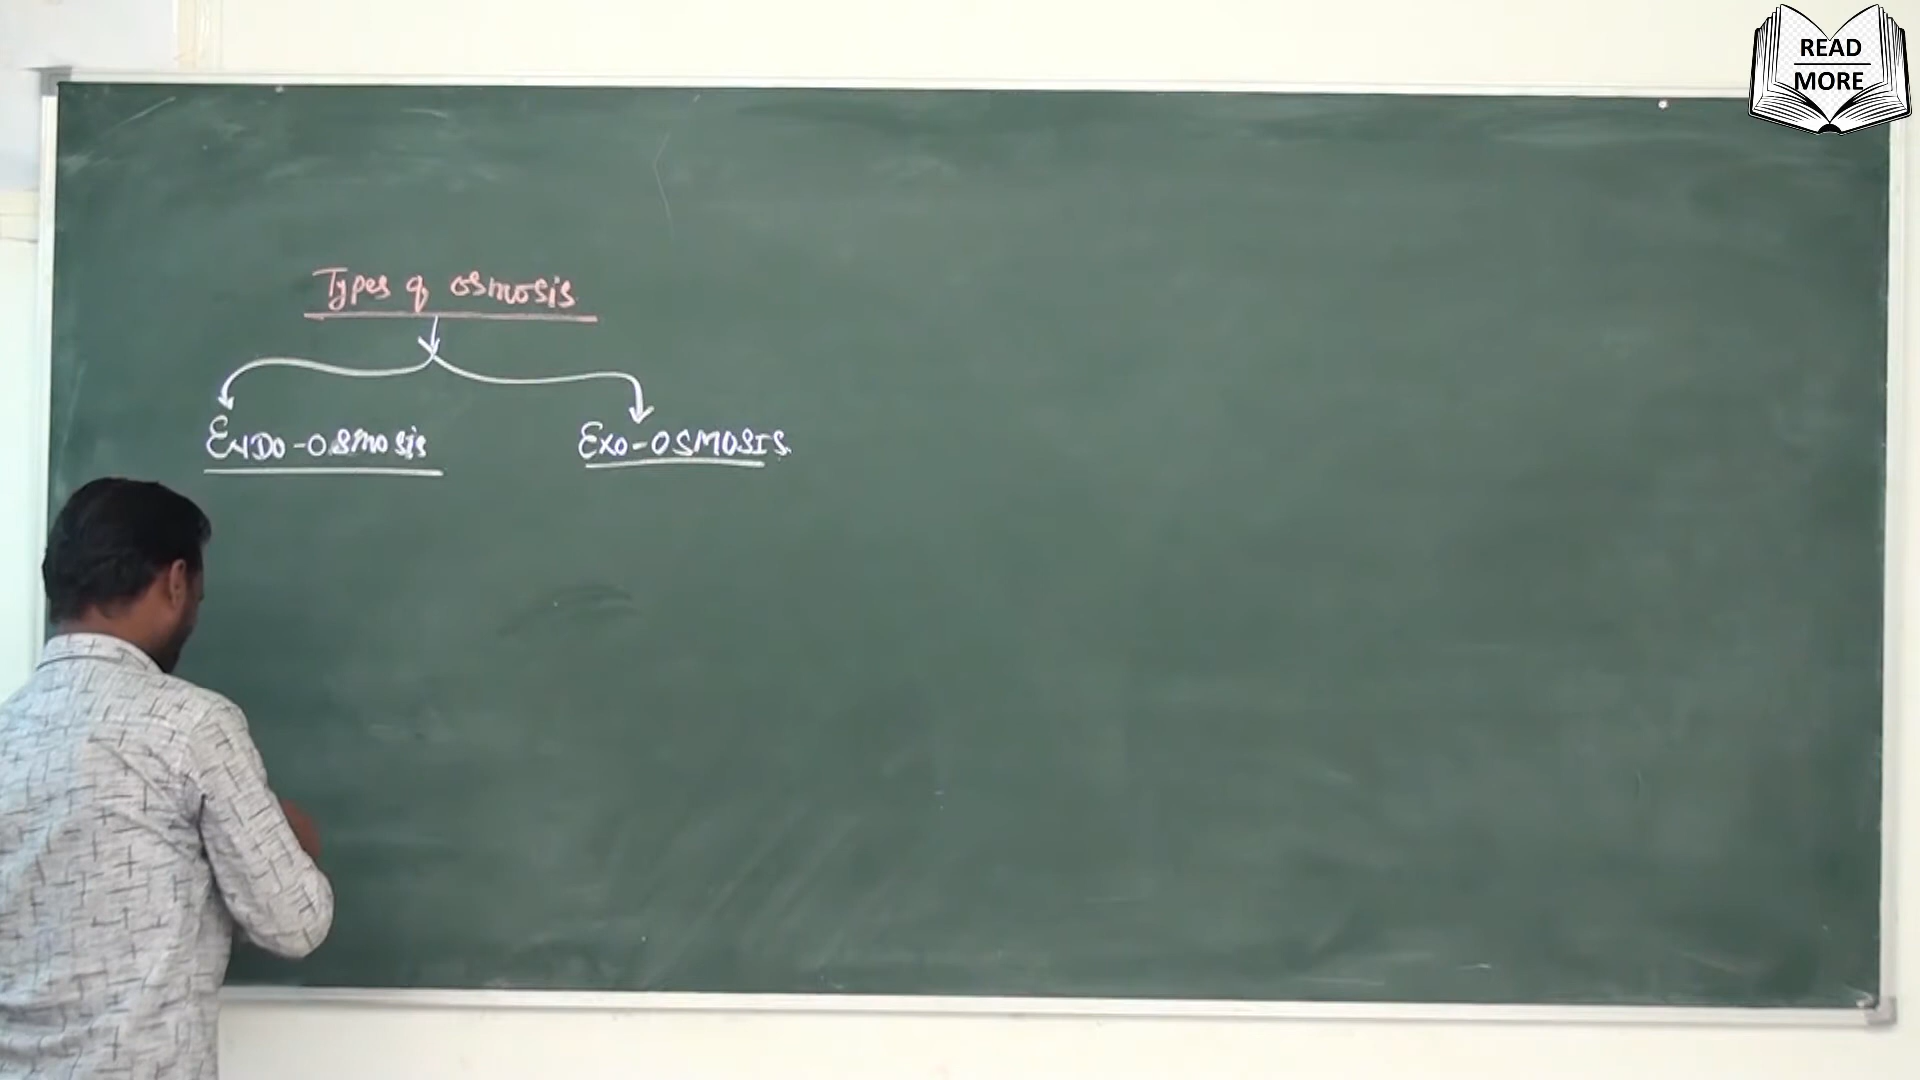 READ
MORE
Types of osmosis
ENDO-OSMOSIS
EXO-OSMOSIS